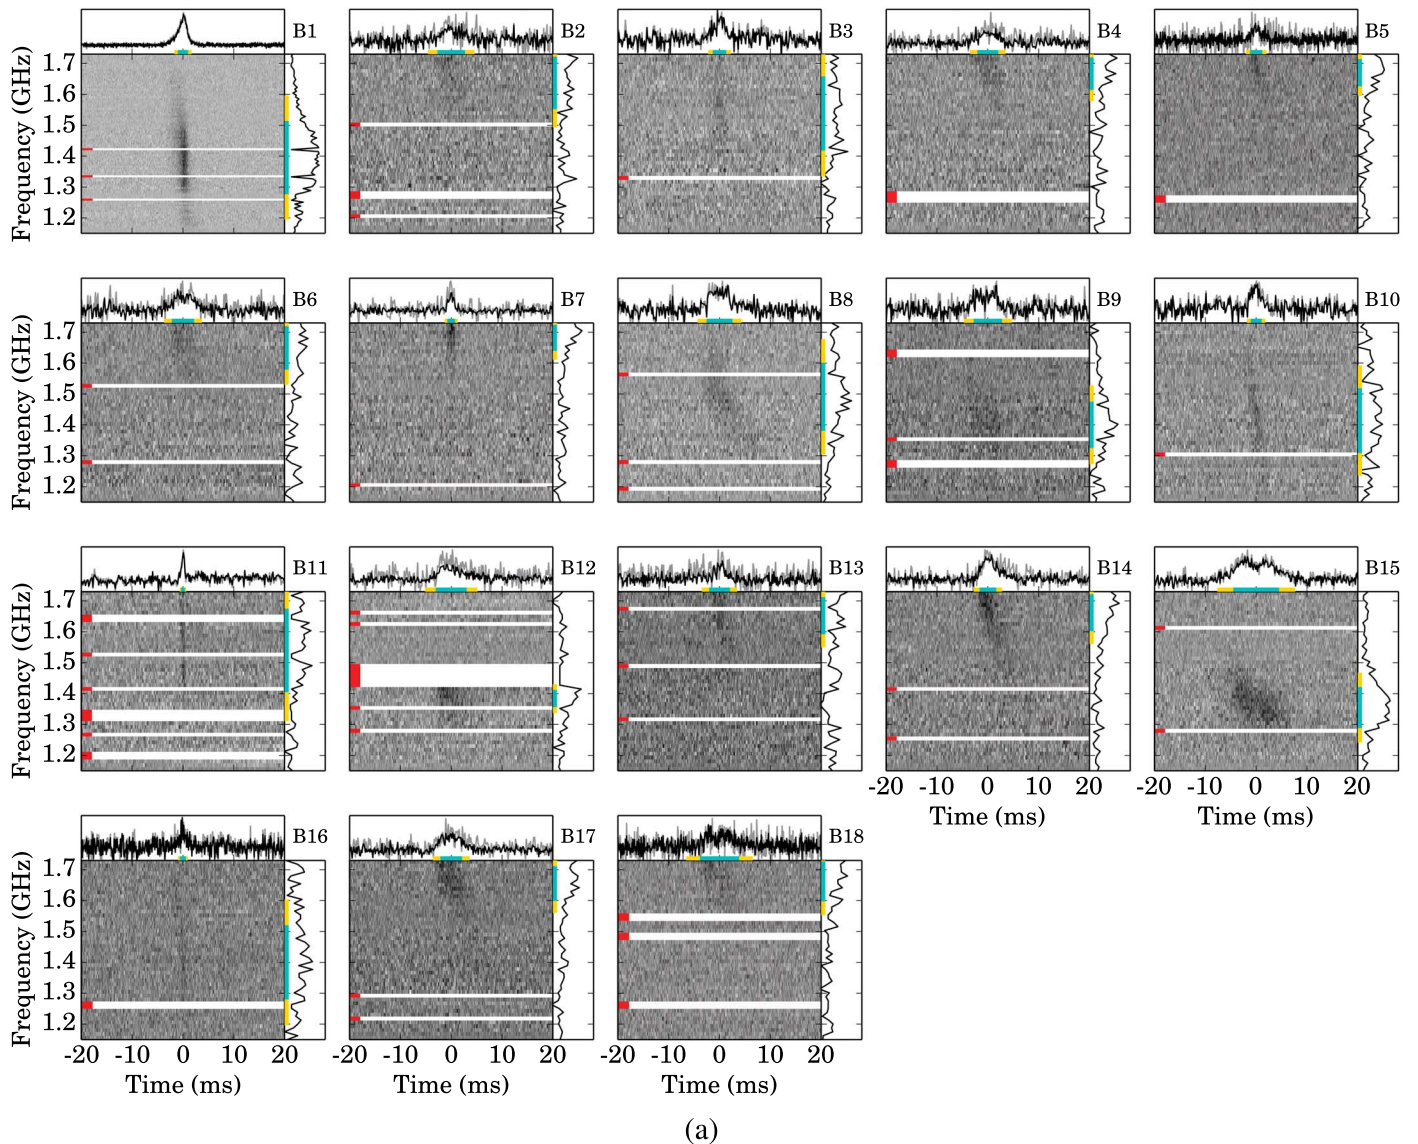 B1 B2 B3 B4 B5
Frequency (GHz)
1.7
1.6
1.5
1.4
1.3
1.2
B6 B7 B8 B9 B10
Frequency (GHz)
1.7
1.6
1.5
1.4
1.3
1.2
B11 B12 B13 B14 B15
Frequency (GHz)
1.7
1.6
1.5
1.4
1.3
1.2
-20 -10 0 10 20 -20 -10 0 10 20
Time (ms) Time (ms)
B16 B17 B18
Frequency (GHz)
1.7
1.6
1.5
1.4
1.3
1.2
-20 -10 0 10 20 -20 -10 0 10 20 -20 -10 0 10 20
Time (ms) Time (ms) Time (ms)
(a)